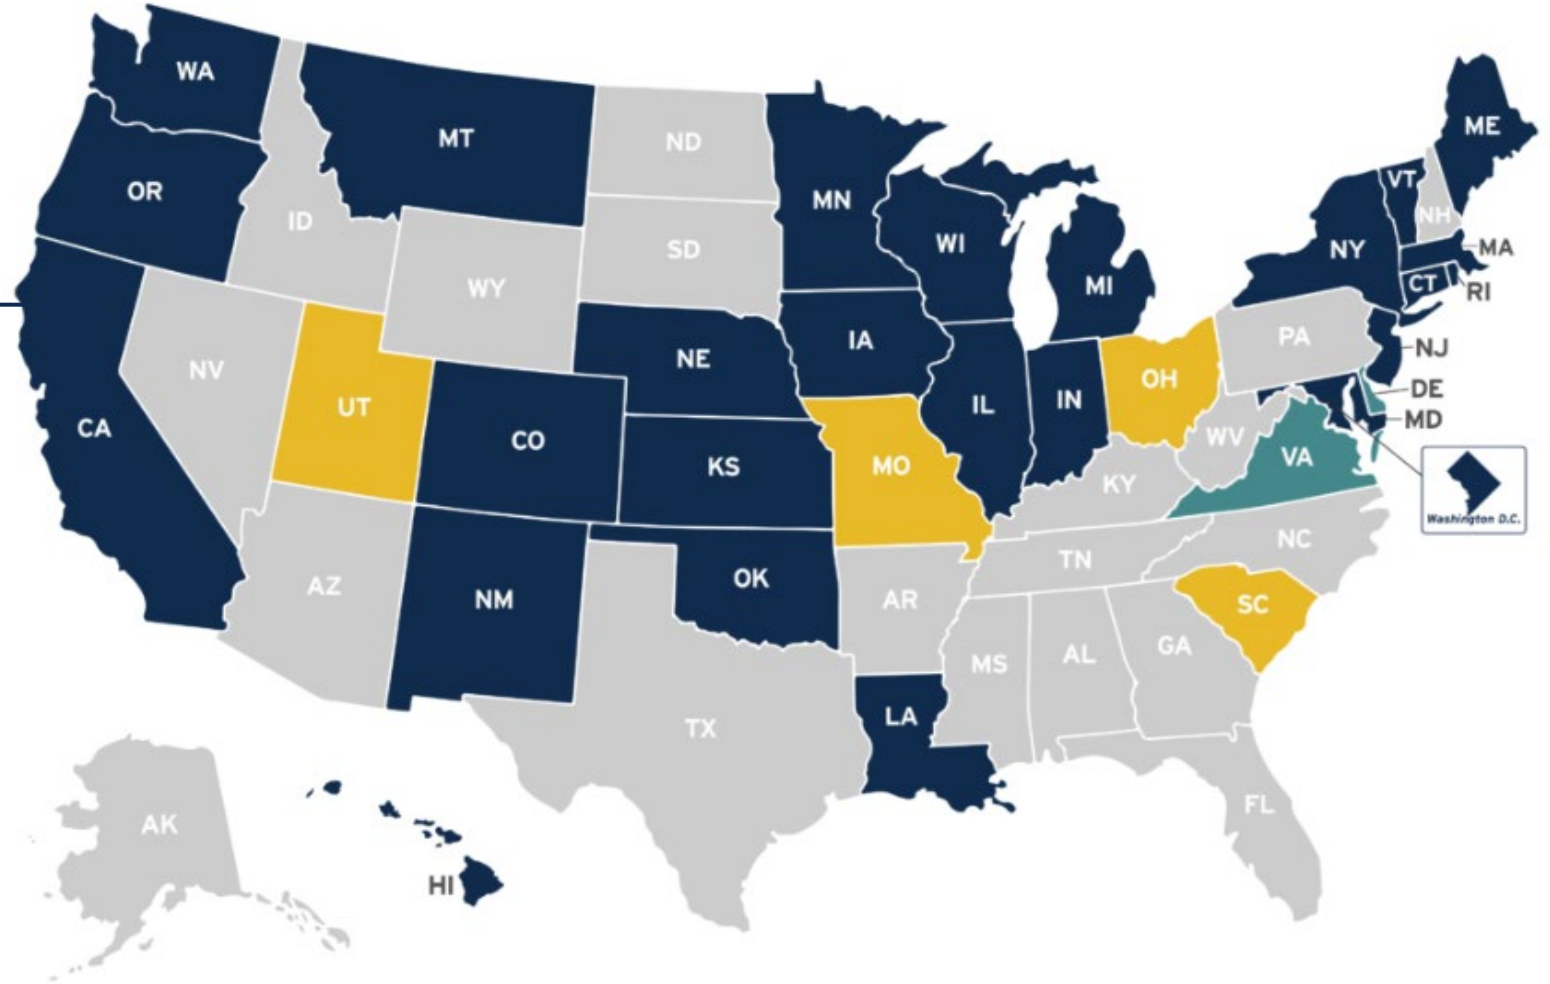 WA
MT
ND
ME
OR
ID
MN
VT
NH
SD
WI
NY
MA
WY
MI
CT
RI
NV
NE
IA
PA
NJ
UT
OH
DE
CA
CO
IL
IN
MD
KS
MO
WV
VA
KY
Washington D.C.
AZ
NM
OK
AR
TN
NC
SC
MS
AL
GA
TX
LA
AK
HI
FL